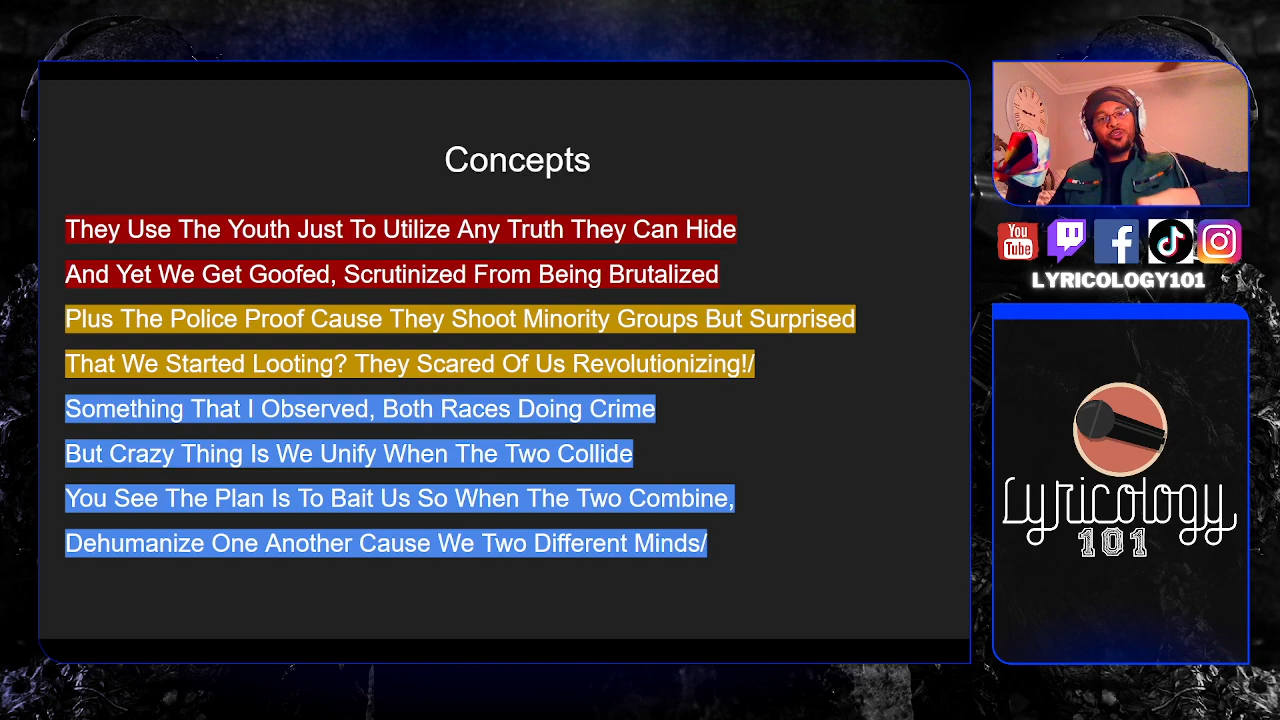 Concepts
They Use The Youth Just To Utilize Any Truth They Can Hide
And Yet We Get Goofed, Scrutinized From Being Brutalized
Plus The Police Proof Cause They Shoot Minority Groups But Surprised
That We Started Looting? They Scared Of Us Revolutionizing!/
Something That I Observed, Both Races Doing Crime
But Crazy Thing Is We Unify When The Two Collide
You See The Plan Is To Bait Us So When The Two Combine,
Dehumanize One Another Cause We Two Different Minds/
You
Tube
LYRICOLOGY101
Lyricology
101